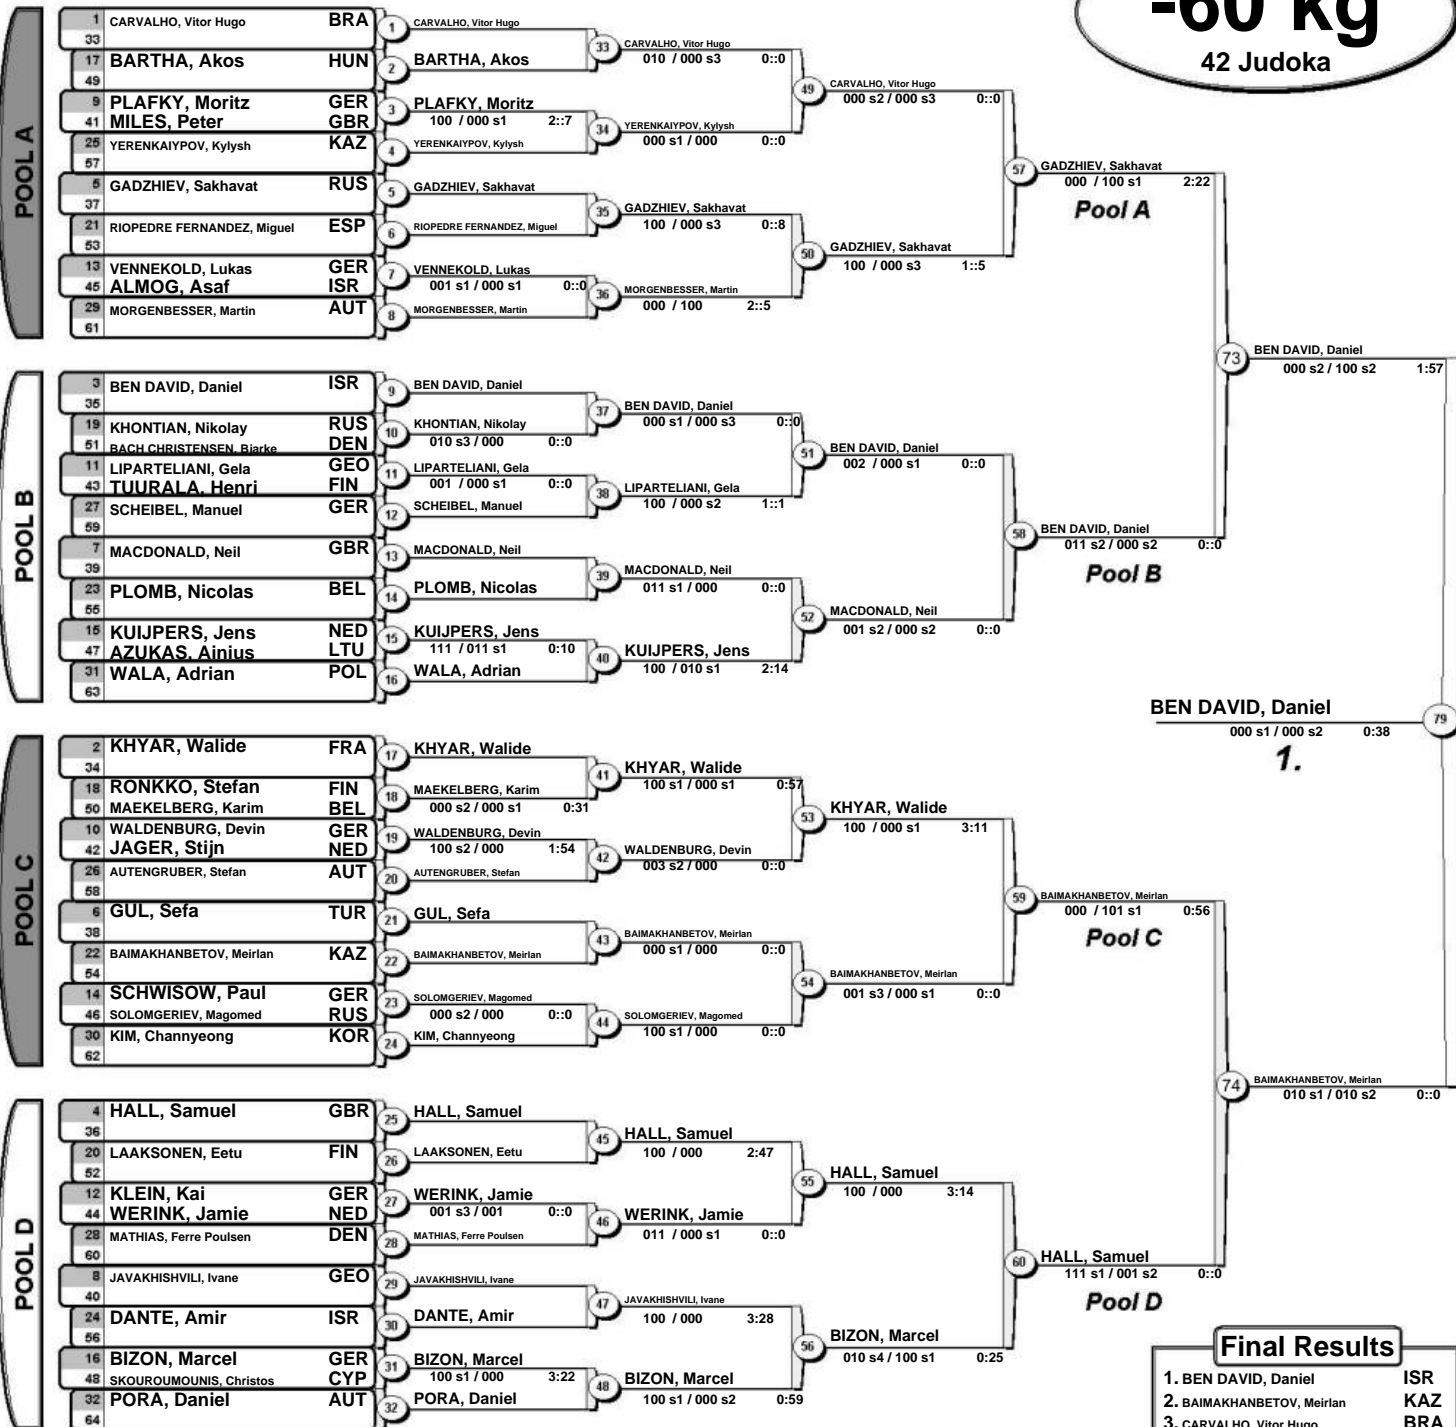 -60 kg
42 Judoka
POOL A
1 CARVALHO, Vitor Hugo BRA
33
17 BARTHA, Akos HUN
49
9 PLAFKY, Moritz GER
41 MILES, Peter GBR
25 YERENKAIYPOV, Kylysh KAZ
57
5 GADZHIEV, Sakhavat RUS
37
21 RIOPEDRE FERNANDEZ, Miguel ESP
53
13 VENNEKOLD, Lukas GER
45 ALMOG, Asaf ISR
29 MORGENBESSER, Martin AUT
61
1 CARVALHO, Vitor Hugo
2 BARTHA, Akos
3 PLAFKY, Moritz
100 / 000 s1 2::7
4 YERENKAIYPOV, Kylysh
5 GADZHIEV, Sakhavat
6 RIOPEDRE FERNANDEZ, Miguel
7 VENNEKOLD, Lukas
001 s1 / 000 s1 0::0
8 MORGENBESSER, Martin
33 CARVALHO, Vitor Hugo
010 / 000 s3 0::0
34 YERENKAIYPOV, Kylysh
000 s1 / 000 0::0
35 GADZHIEV, Sakhavat
100 / 000 s3 0::8
36 MORGENBESSER, Martin
000 / 100 2::5
49 CARVALHO, Vitor Hugo
000 s2 / 000 s3 0::0
50 GADZHIEV, Sakhavat
100 / 000 s3 1::5
57 GADZHIEV, Sakhavat
000 / 100 s1 2:22
Pool A
POOL B
3 BEN DAVID, Daniel ISR
35
19 KHONTIAN, Nikolay RUS
51 BACH CHRISTENSEN, Bjarke DEN
11 LIPARTELIANI, Gela GEO
43 TUURALA, Henri FIN
27 SCHEIBEL, Manuel GER
59
7 MACDONALD, Neil GBR
39
23 PLOMB, Nicolas BEL
55
15 KUIJPERS, Jens NED
47 AZUKAS, Ainius LTU
31 WALA, Adrian POL
63
9 BEN DAVID, Daniel
10 KHONTIAN, Nikolay
010 s3 / 000 0::0
11 LIPARTELIANI, Gela
001 / 000 s1 0::0
12 SCHEIBEL, Manuel
13 MACDONALD, Neil
14 PLOMB, Nicolas
15 KUIJPERS, Jens
111 / 011 s1 0:10
16 WALA, Adrian
37 BEN DAVID, Daniel
000 s1 / 000 s3 0::0
38 LIPARTELIANI, Gela
100 / 000 s2 1::1
39 MACDONALD, Neil
011 s1 / 000 0::0
40 KUIJPERS, Jens
100 / 010 s1 2:14
51 BEN DAVID, Daniel
002 / 000 s1 0::0
52 MACDONALD, Neil
001 s2 / 000 s2 0::0
58 BEN DAVID, Daniel
011 s2 / 000 s2 0::0
Pool B
73 BEN DAVID, Daniel
000 s2 / 100 s2 1:57
BEN DAVID, Daniel 79
000 s1 / 000 s2 0:38
1.
POOL C
2 KHYAR, Walide FRA
34
18 RONKKO, Stefan FIN
50 MAEKELBERG, Karim BEL
10 WALDENBURG, Devin GER
42 JAGER, Stijn NED
26 AUTENGRUBER, Stefan AUT
58
6 GUL, Sefa TUR
38
22 BAIMAKHANBETOV, Meirlan KAZ
54
14 SCHWISOW, Paul GER
46 SOLOMGERIEV, Magomed RUS
30 KIM, Channyeong KOR
62
17 KHYAR, Walide
18 MAEKELBERG, Karim
000 s2 / 000 s1 0:31
19 WALDENBURG, Devin
100 s2 / 000 1:54
20 AUTENGRUBER, Stefan
21 GUL, Sefa
22 BAIMAKHANBETOV, Meirlan
23 SOLOMGERIEV, Magomed
000 s2 / 000 0::0
24 KIM, Channyeong
41 KHYAR, Walide
100 s1 / 000 s1 0:57
42 WALDENBURG, Devin
003 s2 / 000 0::0
43 BAIMAKHANBETOV, Meirlan
000 s1 / 000 0::0
44 SOLOMGERIEV, Magomed
100 s1 / 000 0::0
53 KHYAR, Walide
100 / 000 s1 3:11
54 BAIMAKHANBETOV, Meirlan
001 s3 / 000 s1 0::0
59 BAIMAKHANBETOV, Meirlan
000 / 101 s1 0:56
Pool C
74 BAIMAKHANBETOV, Meirlan
010 s1 / 010 s2 0::0
POOL D
4 HALL, Samuel GBR
36
20 LAAKSONEN, Eetu FIN
52
12 KLEIN, Kai GER
44 WERINK, Jamie NED
28 MATHIAS, Ferre Poulsen DEN
60
8 JAVAKHISHVILI, Ivane GEO
40
24 DANTE, Amir ISR
56
16 BIZON, Marcel GER
48 SKOUROUMOUNIS, Christos CYP
32 PORA, Daniel AUT
64
25 HALL, Samuel
26 LAAKSONEN, Eetu
27 WERINK, Jamie
001 s3 / 001 0::0
28 MATHIAS, Ferre Poulsen
29 JAVAKHISHVILI, Ivane
30 DANTE, Amir
31 BIZON, Marcel
100 s1 / 000 3:22
32 PORA, Daniel
45 HALL, Samuel
100 / 000 2:47
46 WERINK, Jamie
011 / 000 s1 0::0
47 JAVAKHISHVILI, Ivane
100 / 000 3:28
48 BIZON, Marcel
100 s1 / 000 s2 0:59
55 HALL, Samuel
100 / 000 3:14
56 BIZON, Marcel
010 s4 / 100 s1 0:25
60 HALL, Samuel
111 s1 / 001 s2 0::0
Pool D
Final Results
1. BEN DAVID, Daniel ISR
2. BAIMAKHANBETOV, Meirlan KAZ
3. CARVALHO, Vitor Hugo BRA